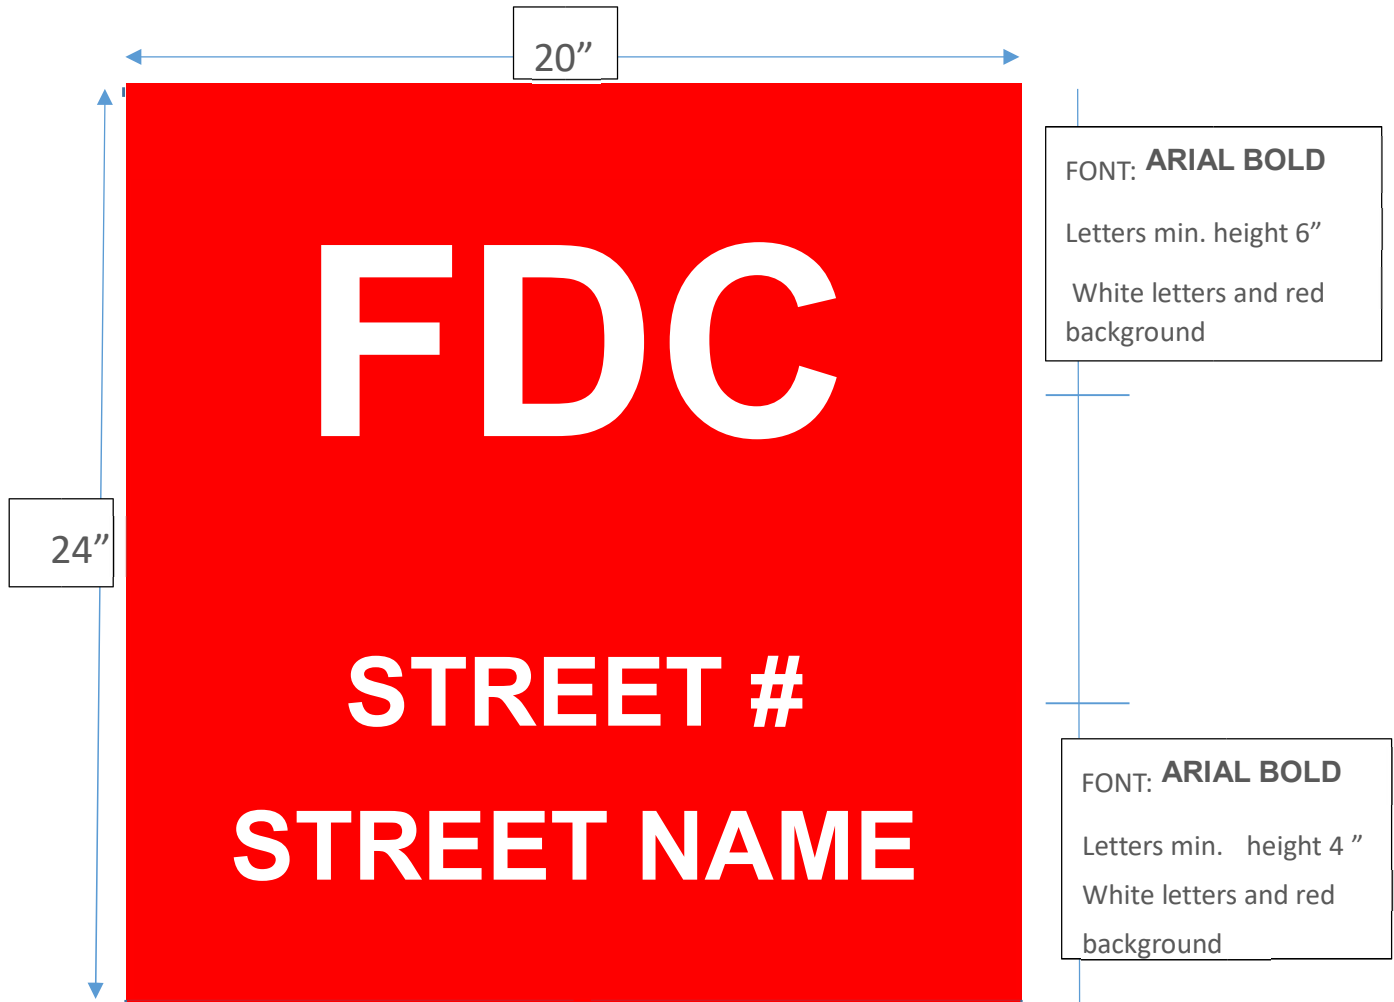 20”
24”
FDC
STREET #
STREET NAME
FONT: ARIAL BOLD
Letters min. height 6”
White letters and red
background
FONT: ARIAL BOLD
Letters min. height 4 ”
White letters and red
background